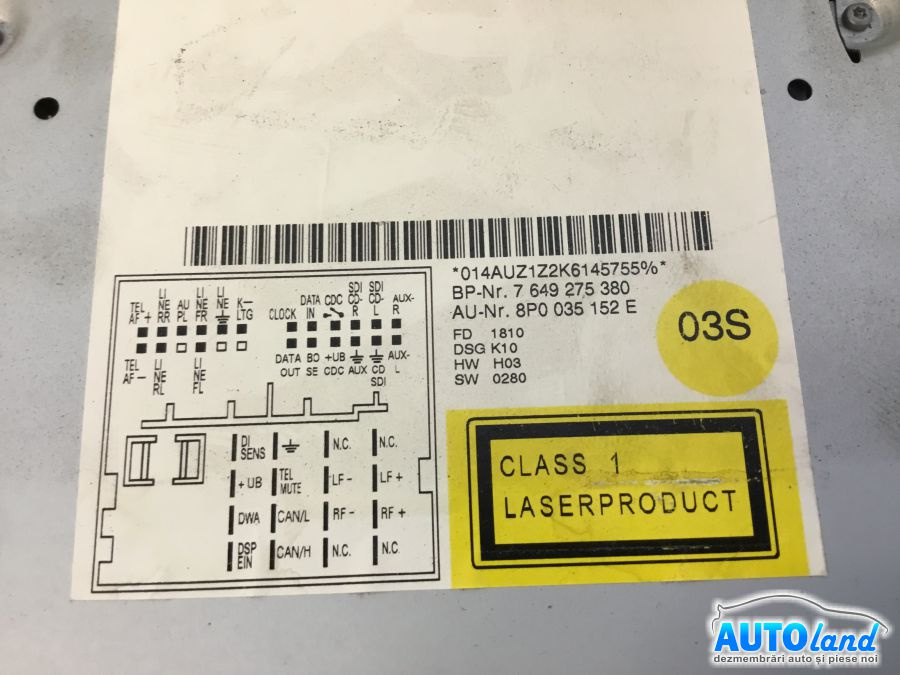 *014AUZ1Z2K6145755%*
BP-Nr. 7 649 275 380
AU-Nr. 8P0 035 152 E
FD 1810
DSG K10
HW H03
SW 0280
03S
TEL AF+
LI NE RR
AU PL
LI NE FR
LI NE
K- LTG
CLOCK
DATA IN
CDC
SDI CD- R
SDI CD- L
AUX- R
TEL AF-
LI NE RL
LI NE FL
DATA OUT
BO SE
+UB CDC
AUX
CD SDI
AUX- L
DI SENS
N.C.
N.C.
+UB
TEL MUTE
LF-
LF+
DWA
CAN/L
RF-
RF+
DSP EIN
CAN/H
N.C.
N.C.
CLASS 1
LASERPRODUCT
AUTOland
dezmembrări auto și piese noi